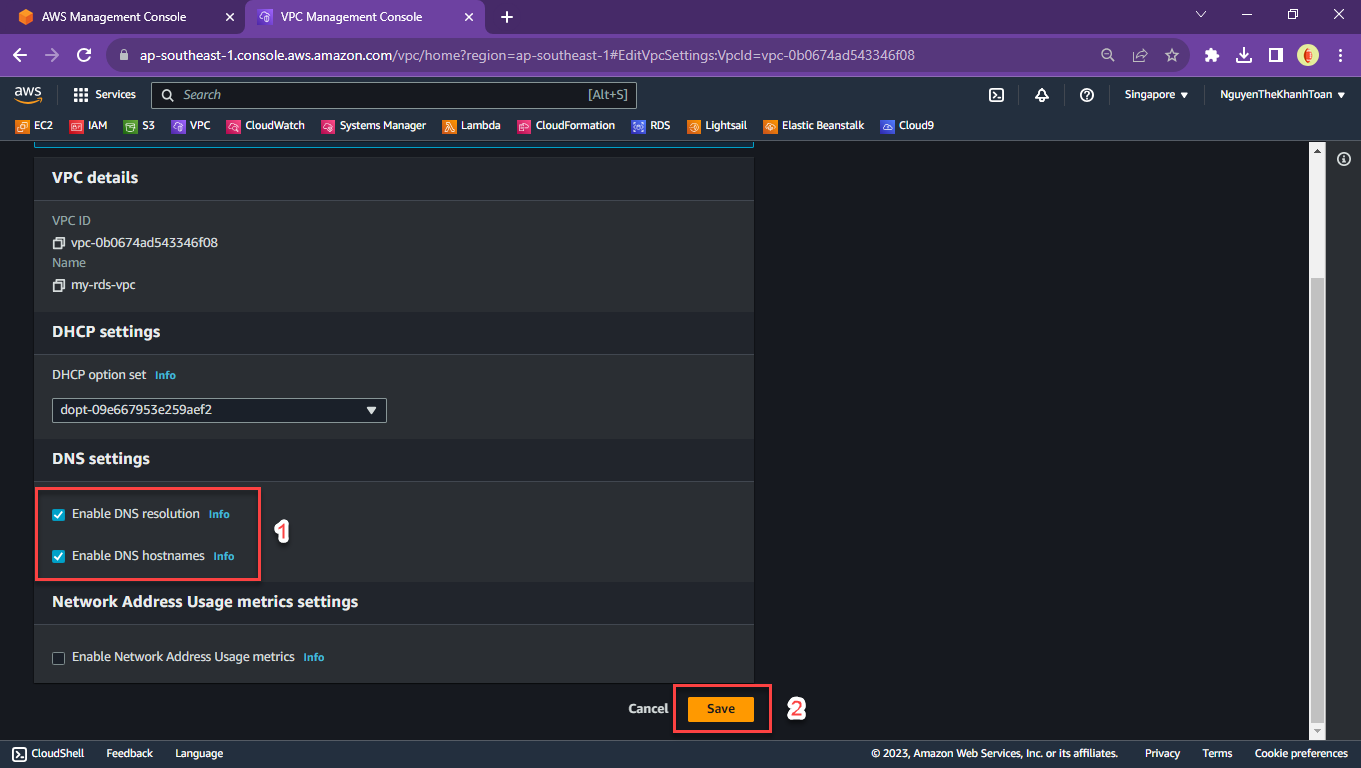 AWS Management Console
VPC Management Console
ap-southeast-1.console.aws.amazon.com/vpc/home?region=ap-southeast-1#EditVpcSettings:VpcId=vpc-0b0674ad543346f08
aws Services Search [Alt+S] Singapore NguyenTheKhanhToan
EC2 IAM S3 VPC CloudWatch Systems Manager Lambda CloudFormation RDS Lightsail Elastic Beanstalk Cloud9
VPC details
VPC ID
vpc-0b0674ad543346f08
Name
my-rds-vpc
DHCP settings
DHCP option set Info
dopt-09e667953e259aef2
DNS settings
Enable DNS resolution Info
1
Enable DNS hostnames Info
Network Address Usage metrics settings
Enable Network Address Usage metrics Info
Cancel Save 2
CloudShell Feedback Language © 2023, Amazon Web Services, Inc. or its affiliates. Privacy Terms Cookie preferences